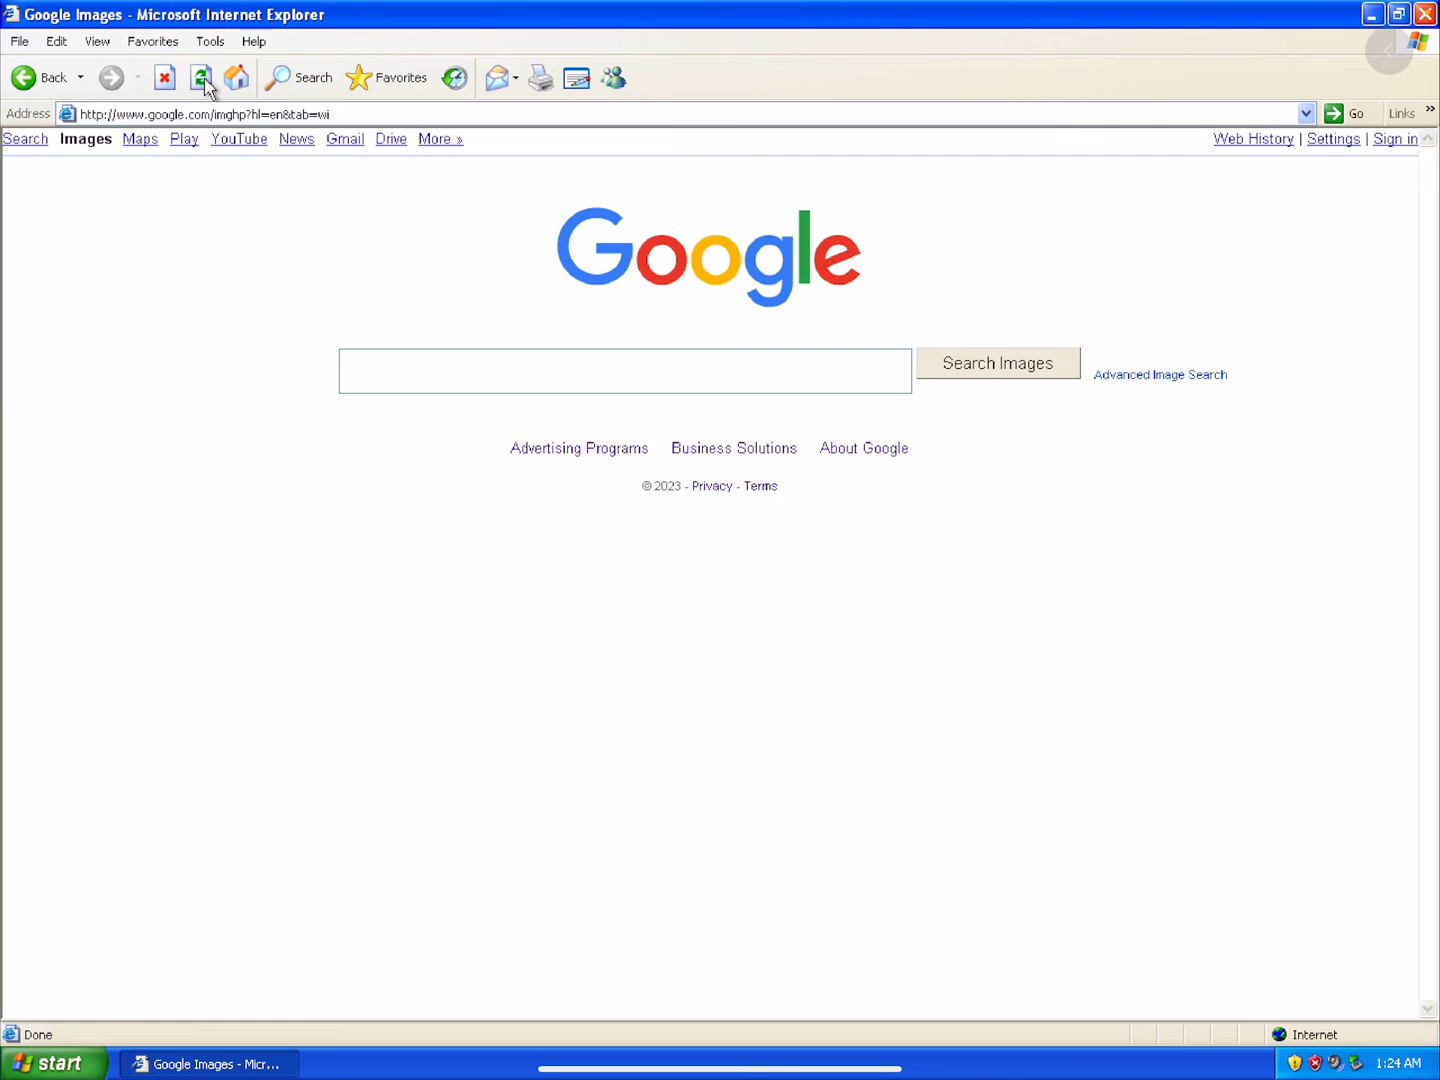 Google Images - Microsoft Internet Explorer
File Edit View Favorites Tools Help
Back Search Favorites
Address http://www.google.com/imghp?hl=en&tab=wi Go Links »
Search Images Maps Play YouTube News Gmail Drive More » Web History | Settings | Sign in
Google
Search Images Advanced Image Search
Advertising Programs Business Solutions About Google
© 2023 - Privacy - Terms
Done Internet
start Google Images - Micr... 1:24 AM